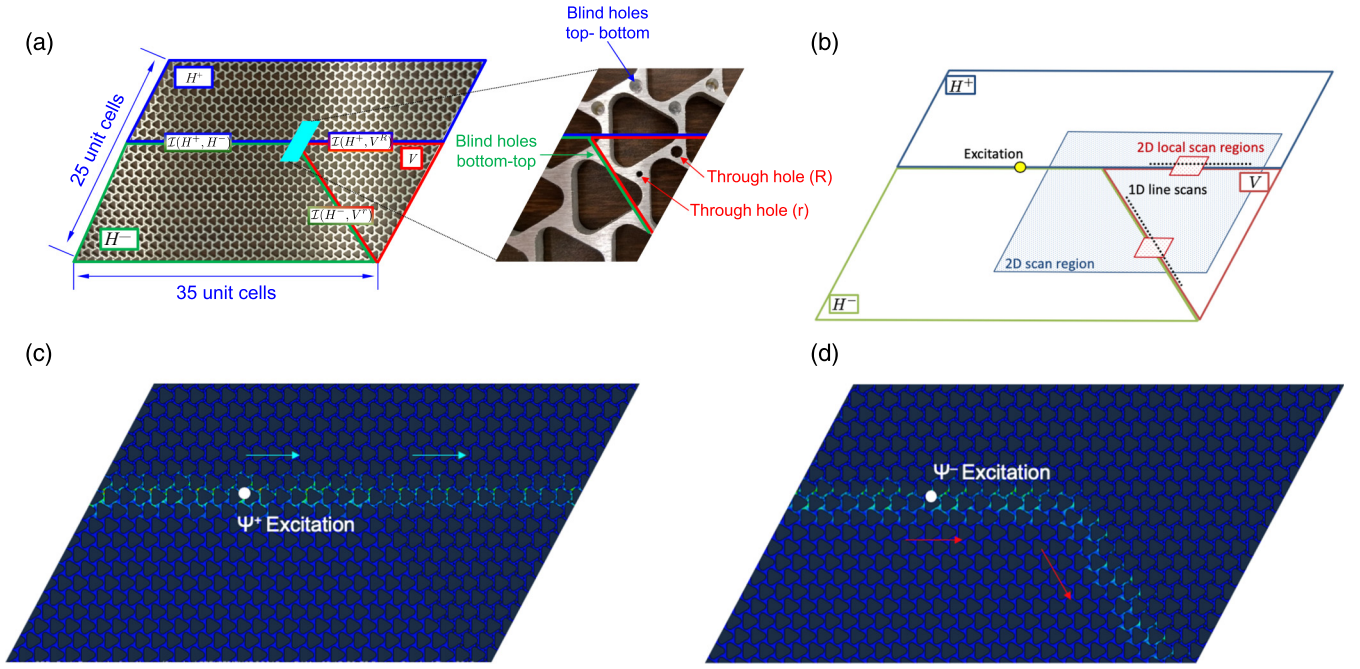 (a)
H⁺
25 unit cells
I(H⁺, H⁻)
I(H⁺, Vᴿ)
V
I(H⁻, Vʳ)
H⁻
35 unit cells
Blind holes
top- bottom
Blind holes
bottom-top
Through hole (R)
Through hole (r)
(b)
H⁺
Excitation
2D local scan regions
V
1D line scans
2D scan region
H⁻
(c)
Ψ⁺ Excitation
(d)
Ψ⁻ Excitation